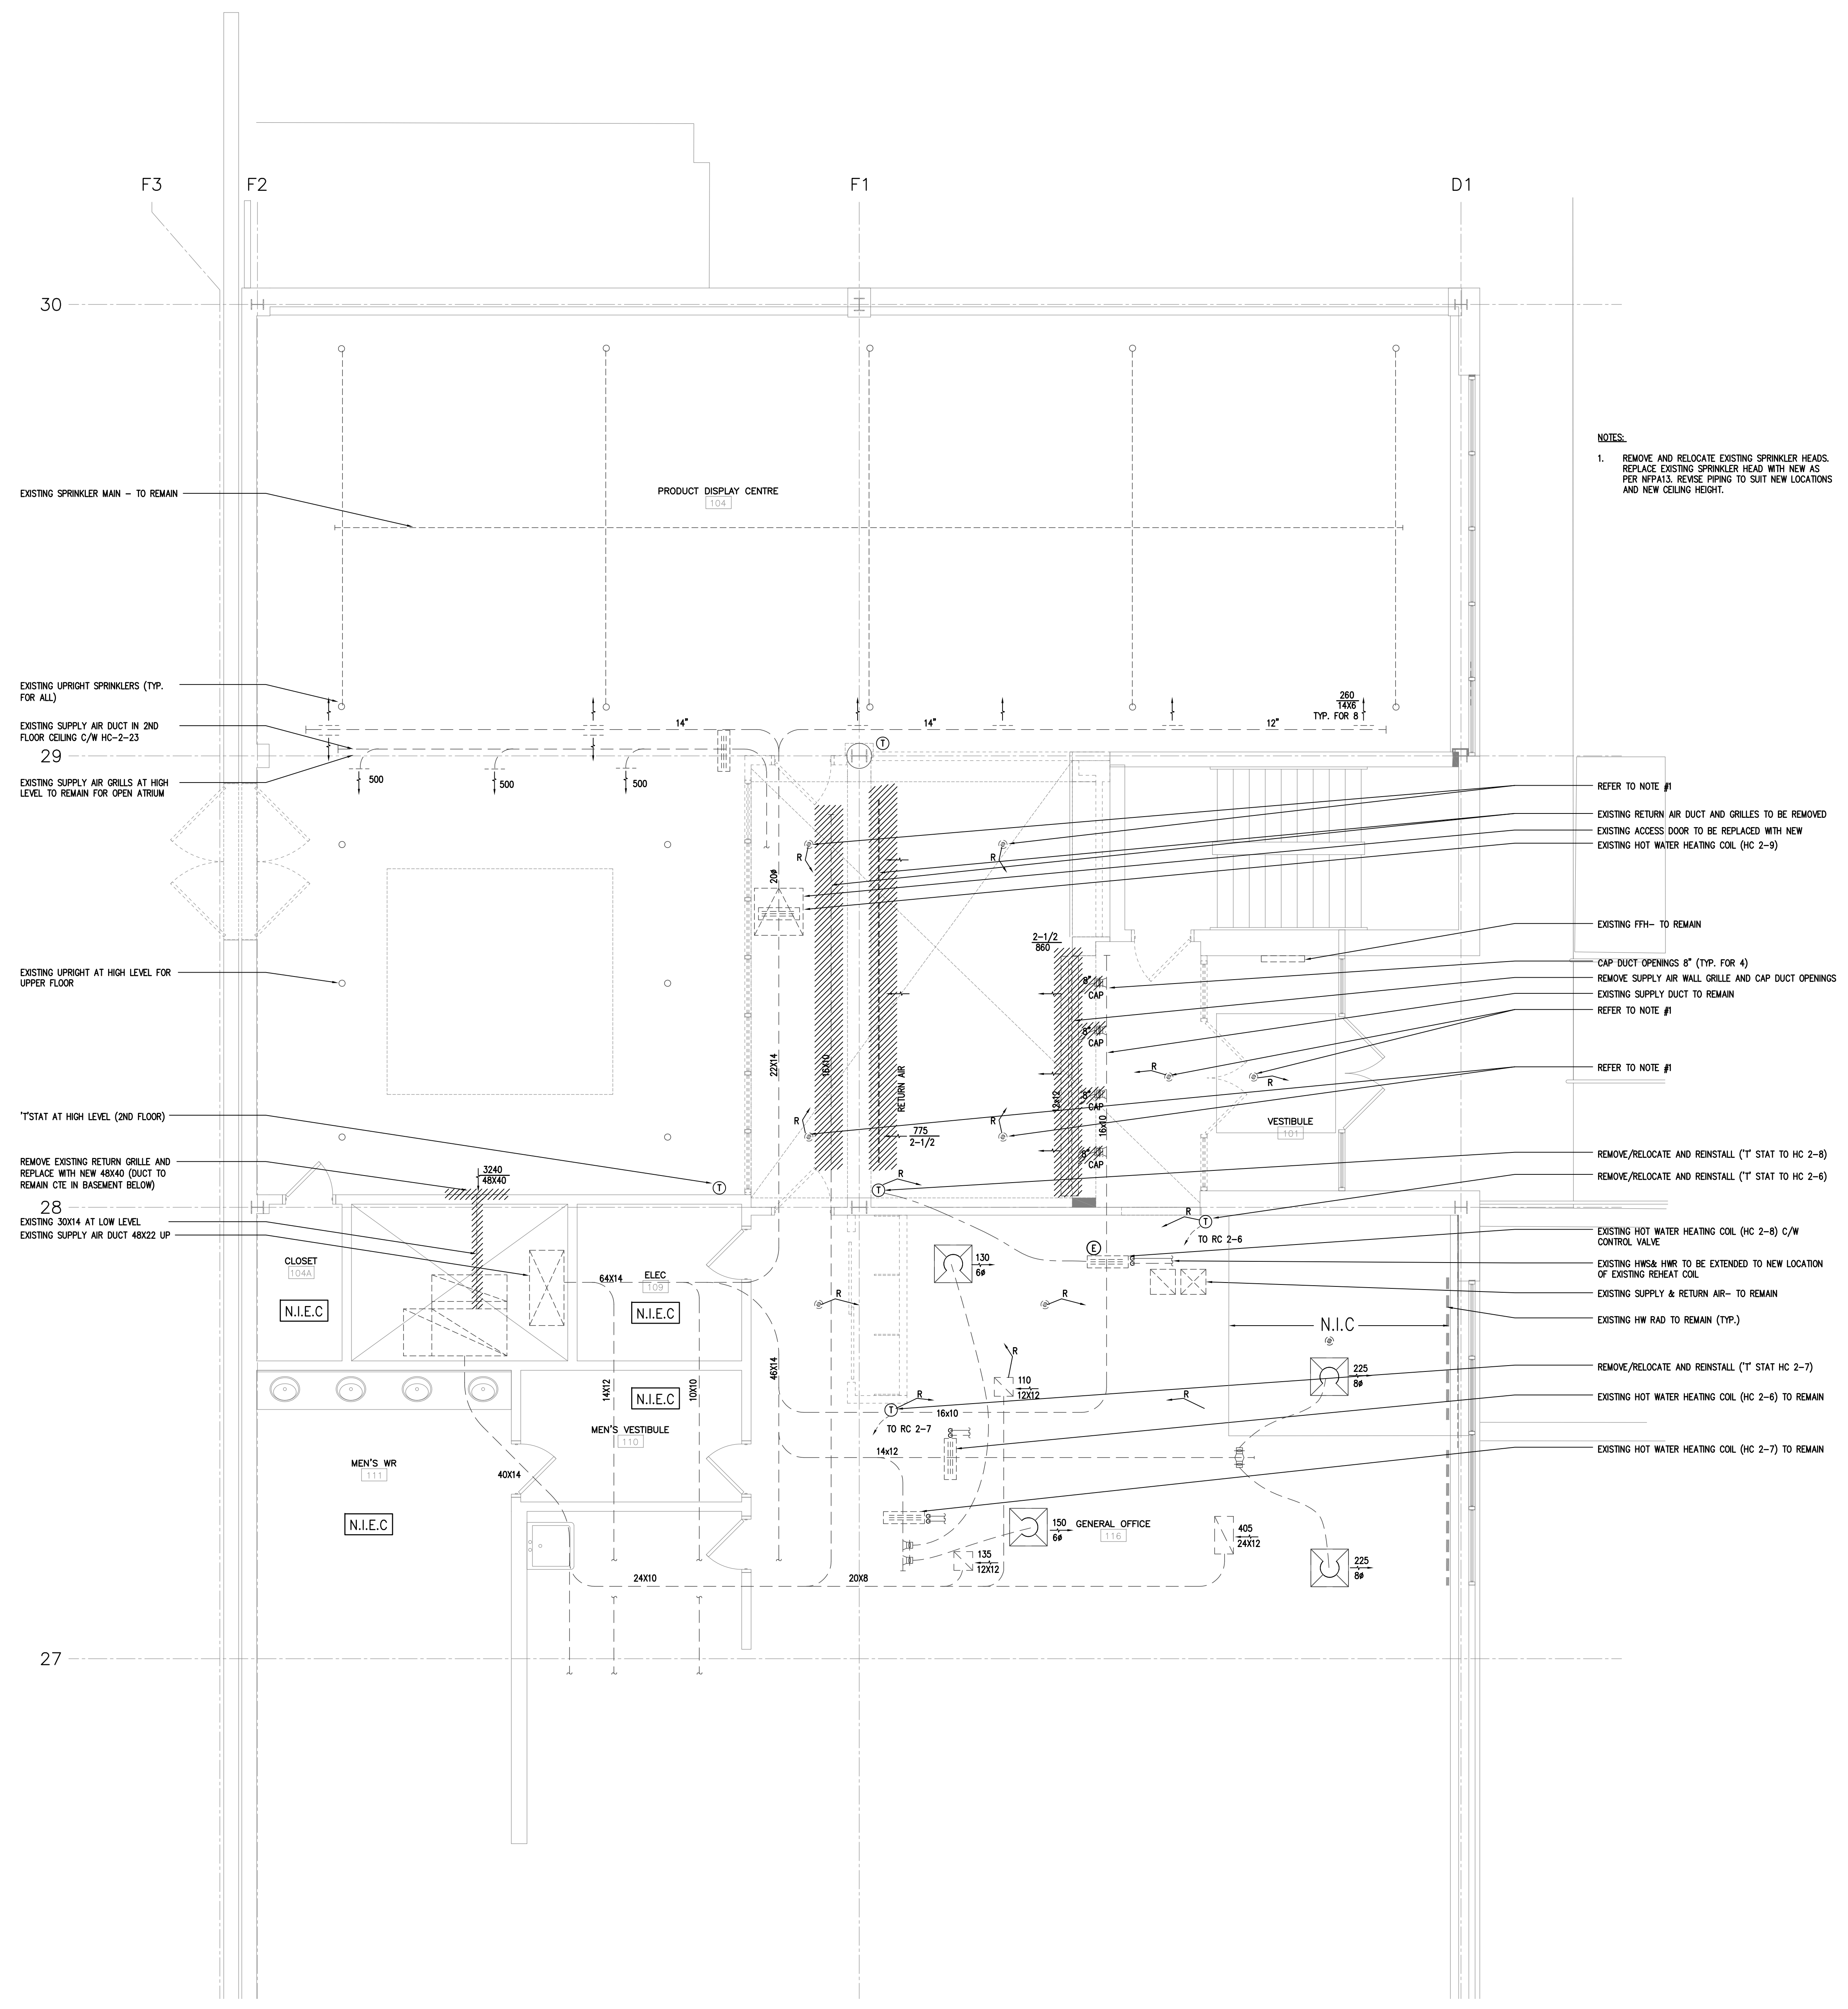 F3
F2
F1
D1
30
NOTES:
1. REMOVE AND RELOCATE EXISTING SPRINKLER HEADS.
REPLACE EXISTING SPRINKLER HEAD WITH NEW AS
PER NFPA13. REVISE PIPING TO SUIT NEW LOCATIONS
AND NEW CEILING HEIGHT.
EXISTING SPRINKLER MAIN - TO REMAIN
PRODUCT DISPLAY CENTRE
104
EXISTING UPRIGHT SPRINKLERS (TYP.
FOR ALL)
260
14X6
TYP. FOR 8
14"
14"
12"
EXISTING SUPPLY AIR DUCT IN 2ND
FLOOR CEILING C/W HC-2-23
29
T
EXISTING SUPPLY AIR GRILLS AT HIGH
LEVEL TO REMAIN FOR OPEN ATRIUM
500
500
500
REFER TO NOTE #1
EXISTING RETURN AIR DUCT AND GRILLES TO BE REMOVED
EXISTING ACCESS DOOR TO BE REPLACED WITH NEW
EXISTING HOT WATER HEATING COIL (HC 2-9)
R
R
20ø
EXISTING FFH- TO REMAIN
2-1/2
860
CAP DUCT OPENINGS 8" (TYP. FOR 4)
REMOVE SUPPLY AIR WALL GRILLE AND CAP DUCT OPENINGS
EXISTING SUPPLY DUCT TO REMAIN
REFER TO NOTE #1
EXISTING UPRIGHT AT HIGH LEVEL FOR
UPPER FLOOR
8"
CAP
8"
CAP
8"
CAP
8"
CAP
22X14
16X10
RETURN AIR
12x12
16x10
R
R
REFER TO NOTE #1
'T'STAT AT HIGH LEVEL (2ND FLOOR)
R
R
775
2-1/2
VESTIBULE
101
REMOVE EXISTING RETURN GRILLE AND
REPLACE WITH NEW 48X40 (DUCT TO
REMAIN CTE IN BASEMENT BELOW)
3240
48X40
T
T
R
REMOVE/RELOCATE AND REINSTALL ('T' STAT TO HC 2-8)
REMOVE/RELOCATE AND REINSTALL ('T' STAT TO HC 2-6)
28
R
T
TO RC 2-6
EXISTING 30X14 AT LOW LEVEL
EXISTING SUPPLY AIR DUCT 48X22 UP
EXISTING HOT WATER HEATING COIL (HC 2-8) C/W
CONTROL VALVE
EXISTING HWS& HWR TO BE EXTENDED TO NEW LOCATION
OF EXISTING REHEAT COIL
EXISTING SUPPLY & RETURN AIR- TO REMAIN
EXISTING HW RAD TO REMAIN (TYP.)
CLOSET
104A
N.I.E.C
64X14
ELEC
109
N.I.E.C
130
6ø
E
R
R
N.I.C
R
REMOVE/RELOCATE AND REINSTALL ('T' STAT HC 2-7)
EXISTING HOT WATER HEATING COIL (HC 2-6) TO REMAIN
EXISTING HOT WATER HEATING COIL (HC 2-7) TO REMAIN
14X12
10X10
46X14
N.I.E.C
MEN'S VESTIBULE
110
110
12X12
225
8ø
R
R
T
16x10
TO RC 2-7
14x12
MEN'S WR
111
40X14
N.I.E.C
150
6ø
GENERAL OFFICE
116
405
24X12
135
12X12
225
8ø
24X10
20X8
27